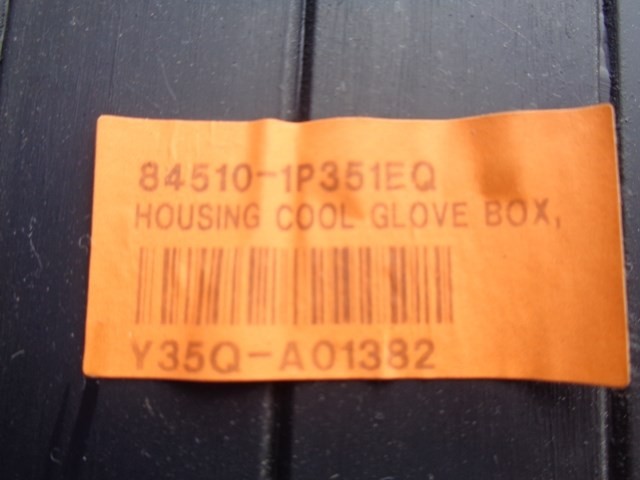 84510-1P351EQ
HOUSING COOL GLOVE BOX,
Y35Q-A01382